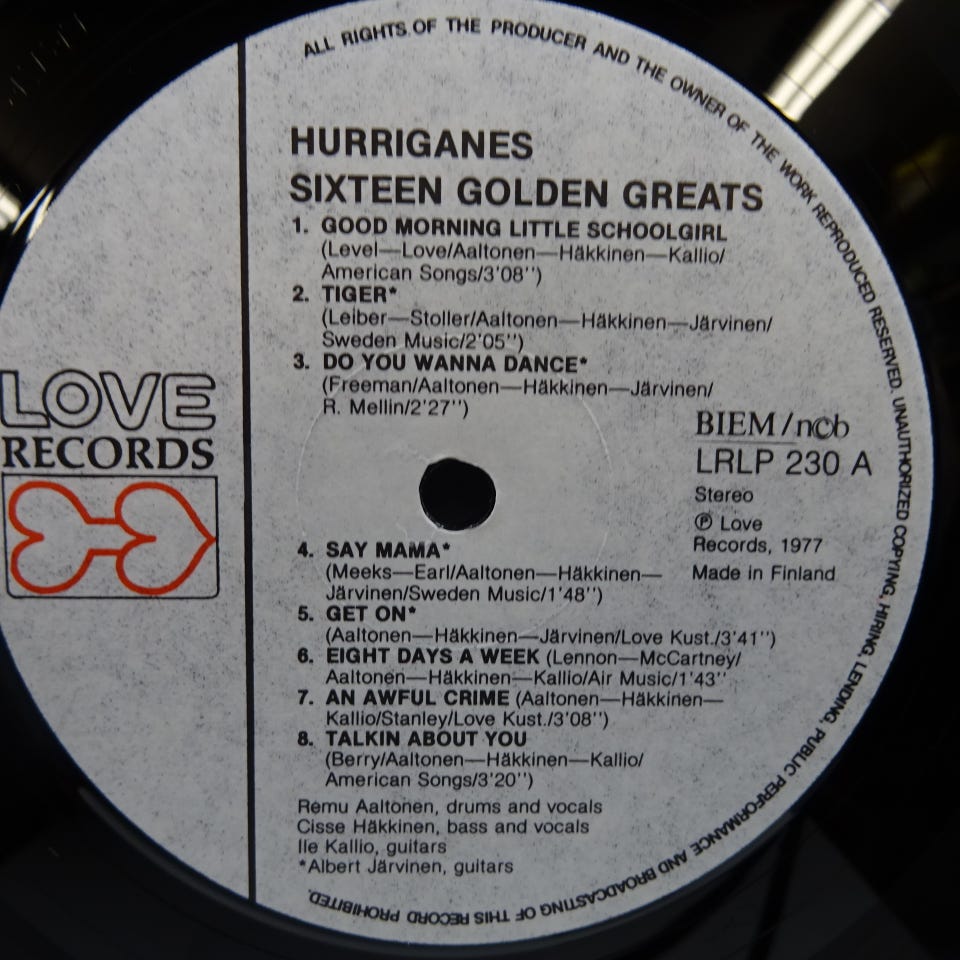 ALL RIGHTS OF THE PRODUCER AND THE OWNER OF THE WORK REPRODUCED RESERVED. UNAUTHORIZED COPYING, HIRING, LENDING, PUBLIC PERFORMANCE AND BROADCASTING OF THIS RECORD PROHIBITED.
HURRIGANES
SIXTEEN GOLDEN GREATS
1. GOOD MORNING LITTLE SCHOOLGIRL
(Level—Love/Aaltonen—Häkkinen—Kallio/
American Songs/3'08")
2. TIGER*
(Leiber—Stoller/Aaltonen—Häkkinen—Järvinen/
Sweden Music/2'05")
3. DO YOU WANNA DANCE*
(Freeman/Aaltonen—Häkkinen—Järvinen/
R. Mellin/2'27")
LOVE
RECORDS
BIEM/ncb
LRLP 230 A
Stereo
℗ Love
Records, 1977
Made in Finland
4. SAY MAMA*
(Meeks—Earl/Aaltonen—Häkkinen—
Järvinen/Sweden Music/1'48")
5. GET ON*
(Aaltonen—Häkkinen—Järvinen/Love Kust./3'41")
6. EIGHT DAYS A WEEK (Lennon—McCartney/
Aaltonen—Häkkinen—Kallio/Air Music/1'43"
7. AN AWFUL CRIME (Aaltonen—Häkkinen—
Kallio/Stanley/Love Kust./3'08")
8. TALKIN ABOUT YOU
(Berry/Aaltonen—Häkkinen—Kallio/
American Songs/3'20")
Remu Aaltonen, drums and vocals
Cisse Häkkinen, bass and vocals
Ile Kallio, guitars
*Albert Järvinen, guitars